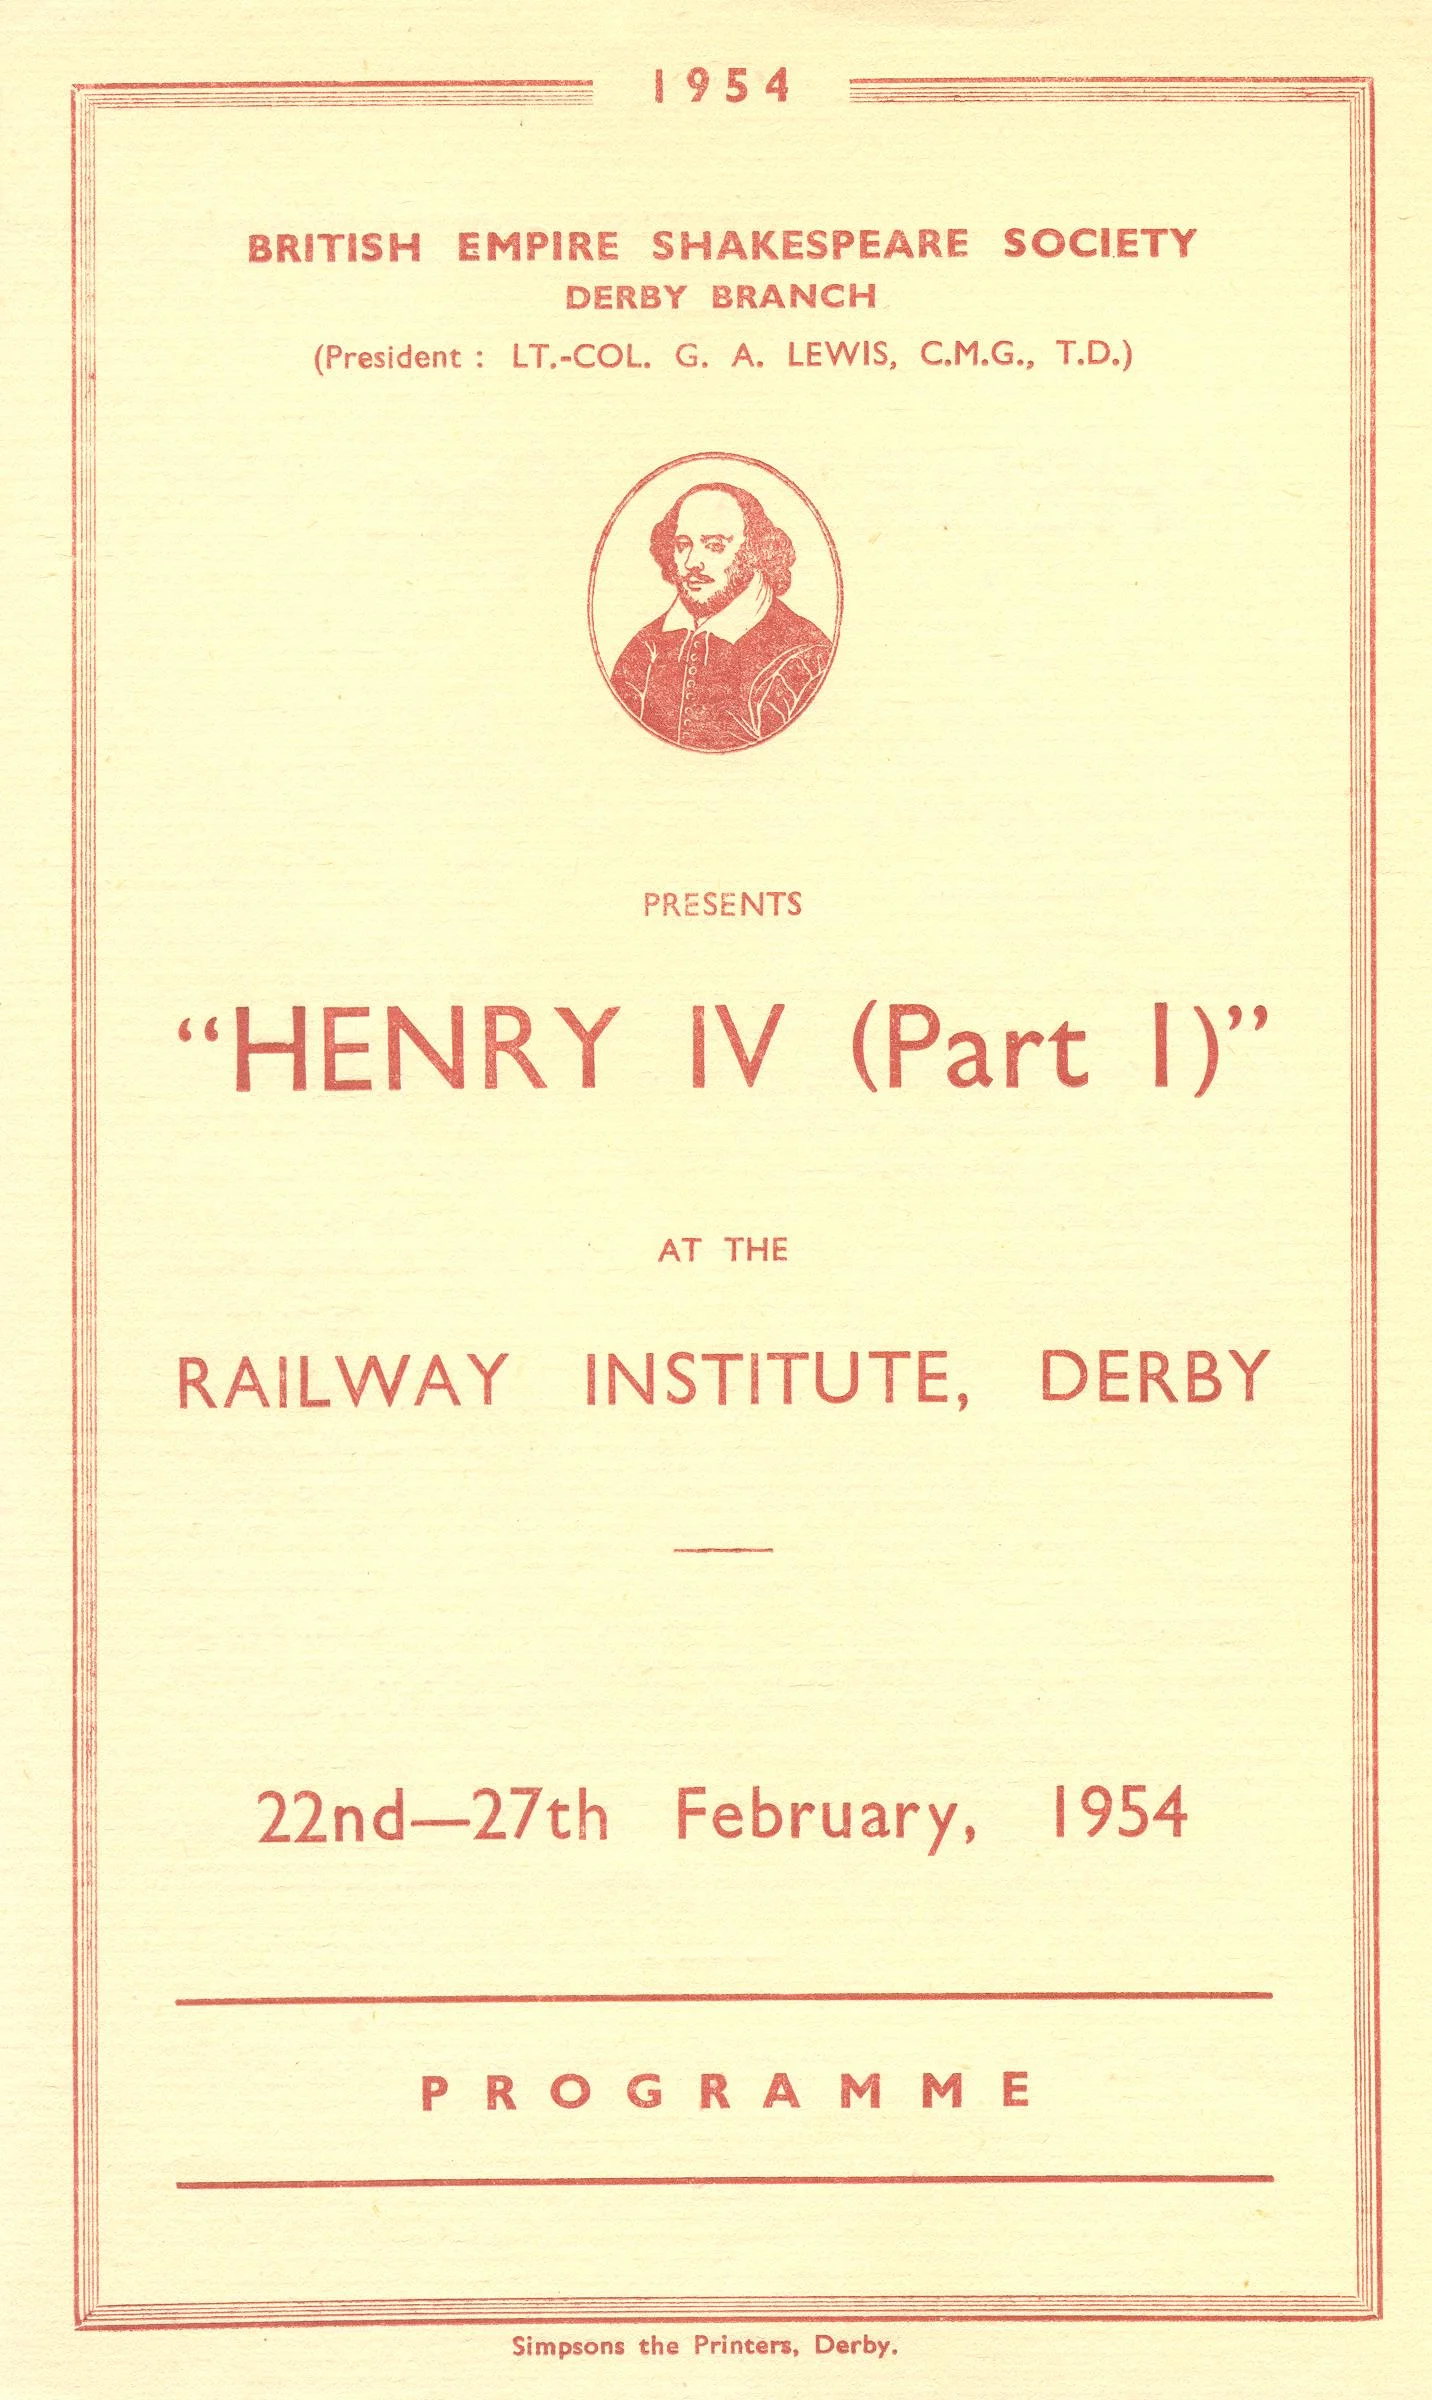 1954
BRITISH EMPIRE SHAKESPEARE SOCIETY
DERBY BRANCH
(President : LT.-COL. G. A. LEWIS, C.M.G., T.D.)
PRESENTS
“HENRY IV (Part 1)”
AT THE
RAILWAY INSTITUTE, DERBY
22nd—27th February, 1954
PROGRAMME
Simpsons the Printers, Derby.